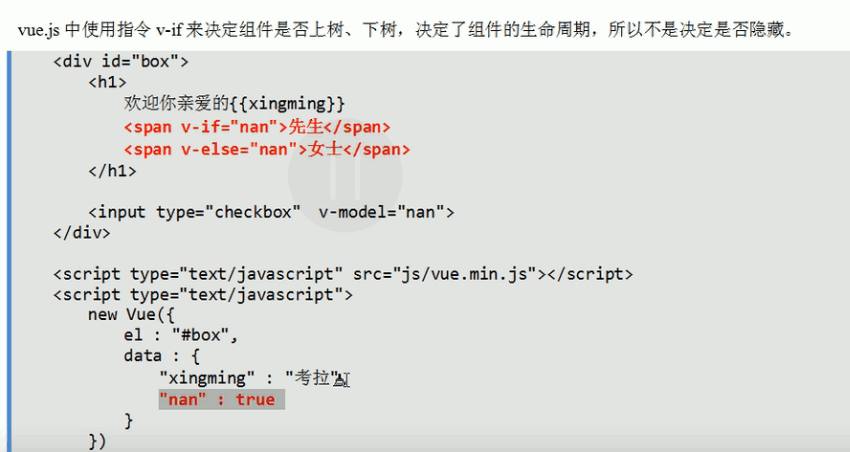 vue.js 中使用指令 v-if 来决定组件是否上树、下树，决定了组件的生命周期，所以不是决定是否隐藏。
<div id="box">
<h1>
欢迎你亲爱的{{xingming}}
<span v-if="nan">先生</span>
<span v-else="nan">女士</span>
</h1>
<input type="checkbox"  v-model="nan">
</div>
<script type="text/javascript" src="js/vue.min.js"></script>
<script type="text/javascript">
new Vue({
el : "#box",
data : {
"xingming" : "考拉",
"nan" : true
}
})